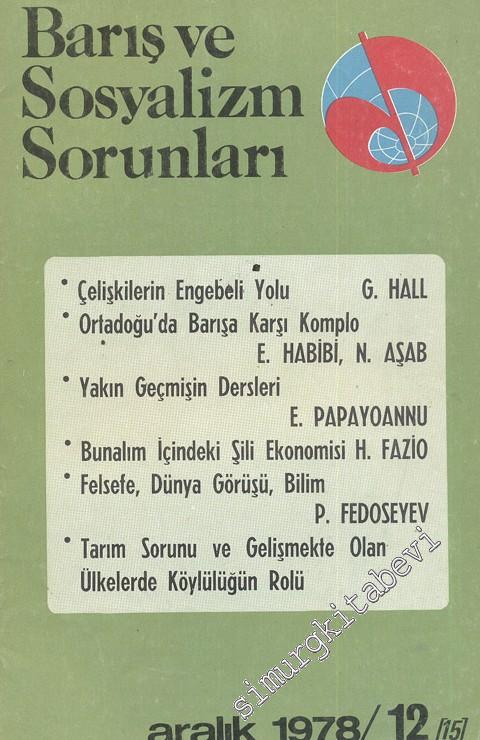 Barış ve
Sosyalizm
Sorunları
• Çelişkilerin Engebeli Yolu G. HALL
• Ortadoğu'da Barışa Karşı Komplo
E. HABİBİ, N. AŞAB
• Yakın Geçmişin Dersleri
E. PAPAYOANNU
• Bunalım İçindeki Şili Ekonomisi H. FAZİO
• Felsefe, Dünya Görüşü, Bilim
P. FEDOSEYEV
• Tarım Sorunu ve Gelişmekte Olan
Ülkelerde Köylülüğün Rolü
simurgkitabevi
aralık 1978/12 [15]